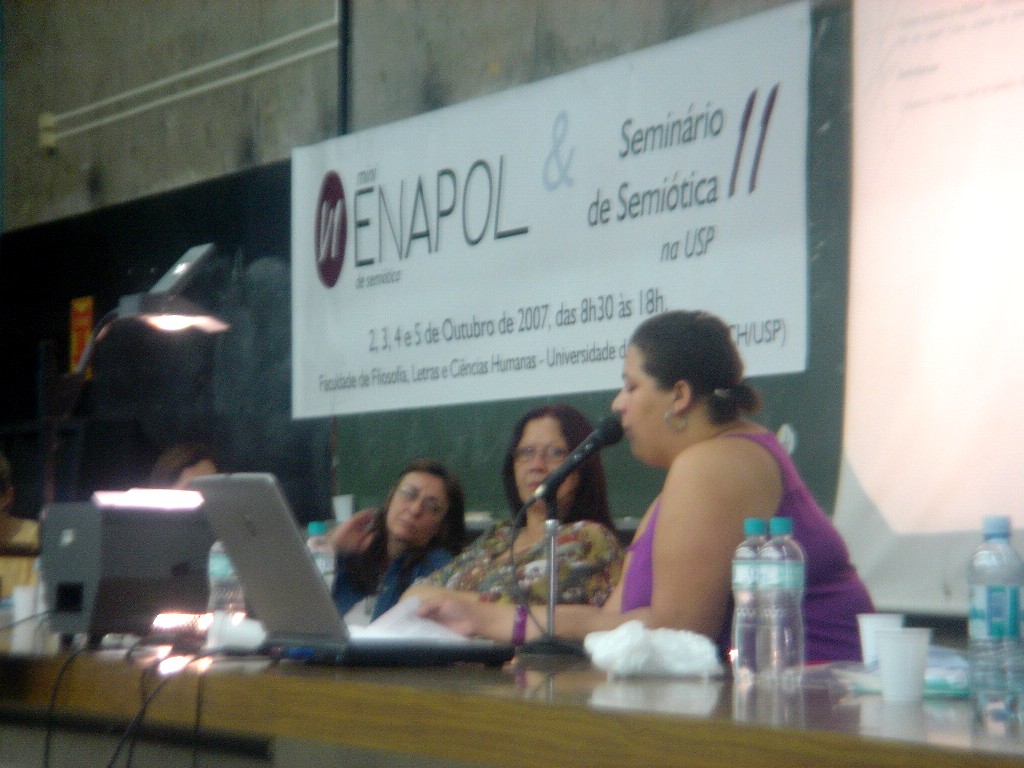 mini
ENAPOL
de semiótica
&
Seminário
de Semiótica
na USP
II
2, 3, 4 e 5 de Outubro de 2007, das 8h30 às 18h.
Faculdade de Filosofia, Letras e Ciências Humanas - Universidade d CH/USP)